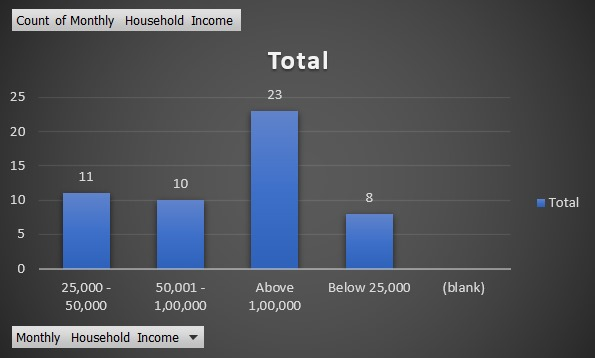 Count of Monthly Household Income
Total
25
20
15
10
5
0
11
10
23
8
25,000 -
50,000
50,001 -
1,00,000
Above
1,00,000
Below 25,000
(blank)
Total
Monthly Household Income